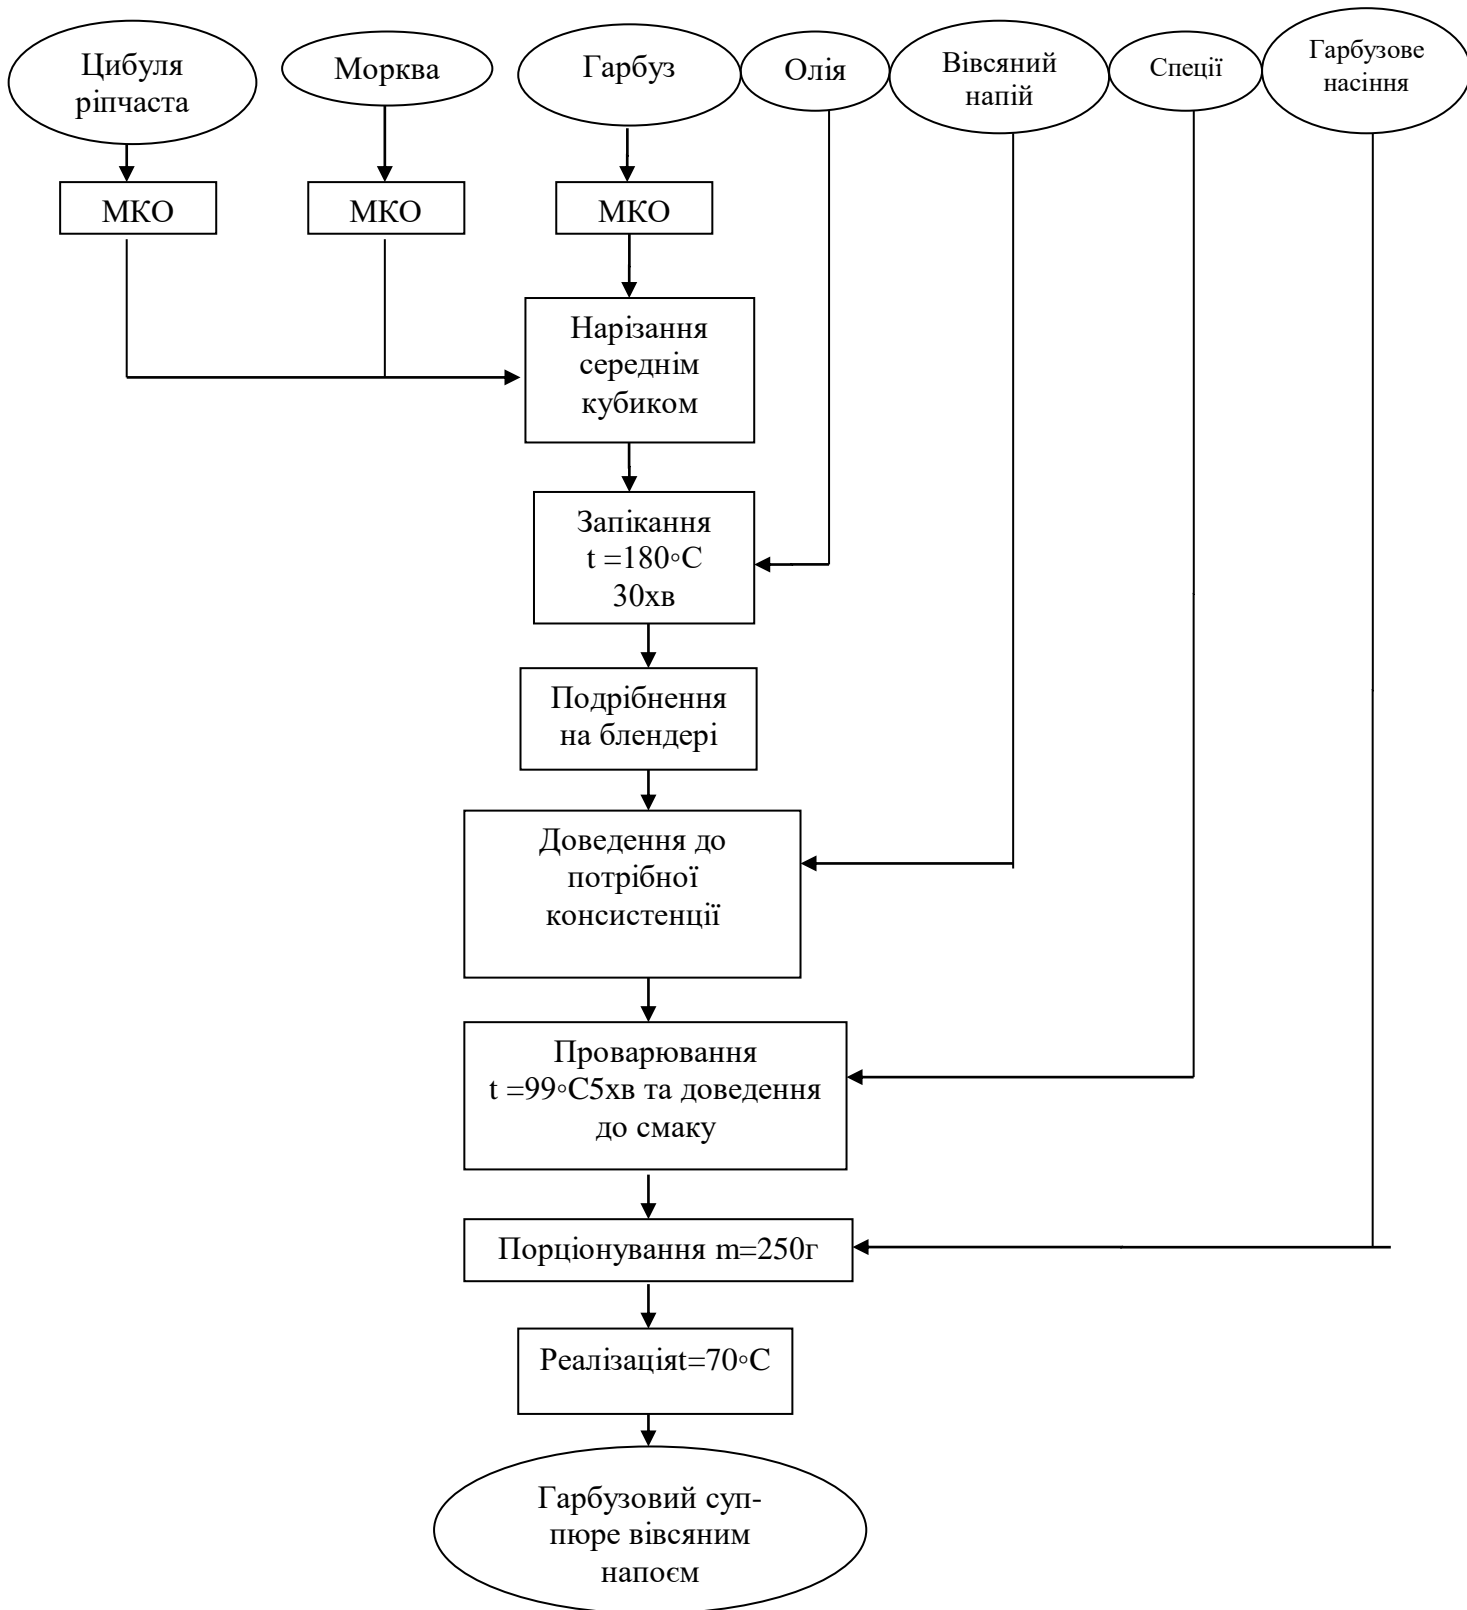 Цибуля
ріпчаста
Морква
Гарбуз
Олія
Вівсяний
напій
Спеції
Гарбузове
насіння
МКО
МКО
МКО
Нарізання
середнім
кубиком
Запікання
t =180◦C
30хв
Подрібнення
на блендері
Доведення до
потрібної
консистенції
Проварювання
t =99◦C5хв та доведення
до смаку
Порціонування m=250г
Реалізаціяt=70◦C
Гарбузовий суп-
пюре вівсяним
напоєм